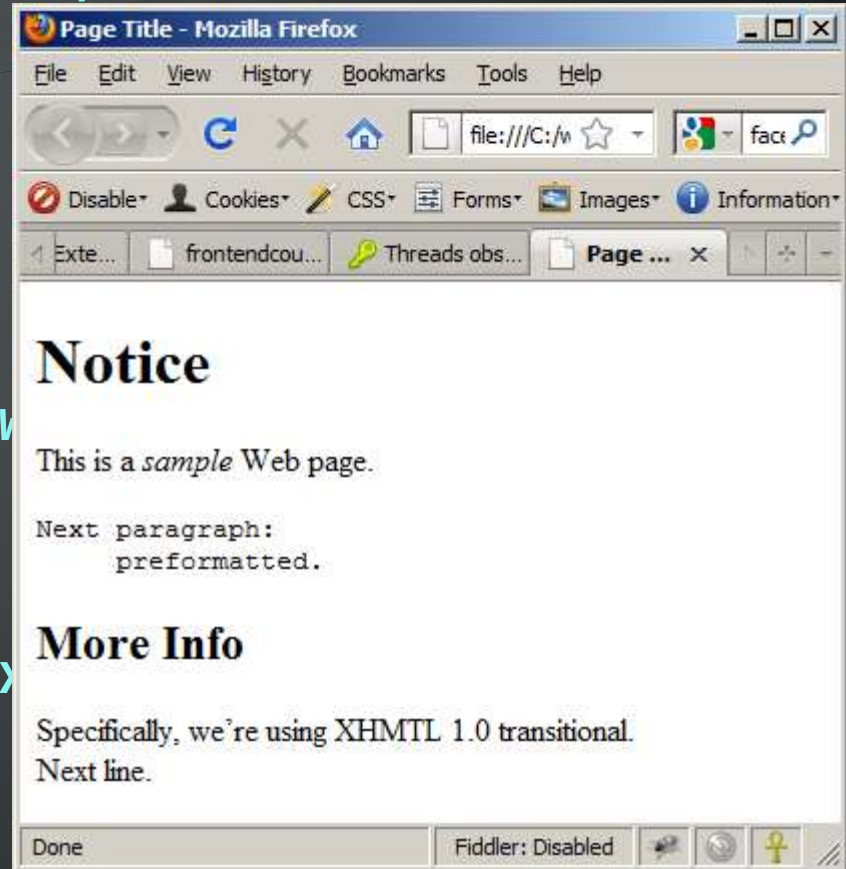 Page Title - Mozilla Firefox
File Edit View History Bookmarks Tools Help
file:///C:/w
face
Disable Cookies CSS Forms Images Information
Exte... frontendcou... Threads obs... Page ...
Notice
This is a sample Web page.
Next paragraph:
preformatted.
More Info
Specifically, we're using XHMTL 1.0 transitional.
Next line.
Done Fiddler: Disabled